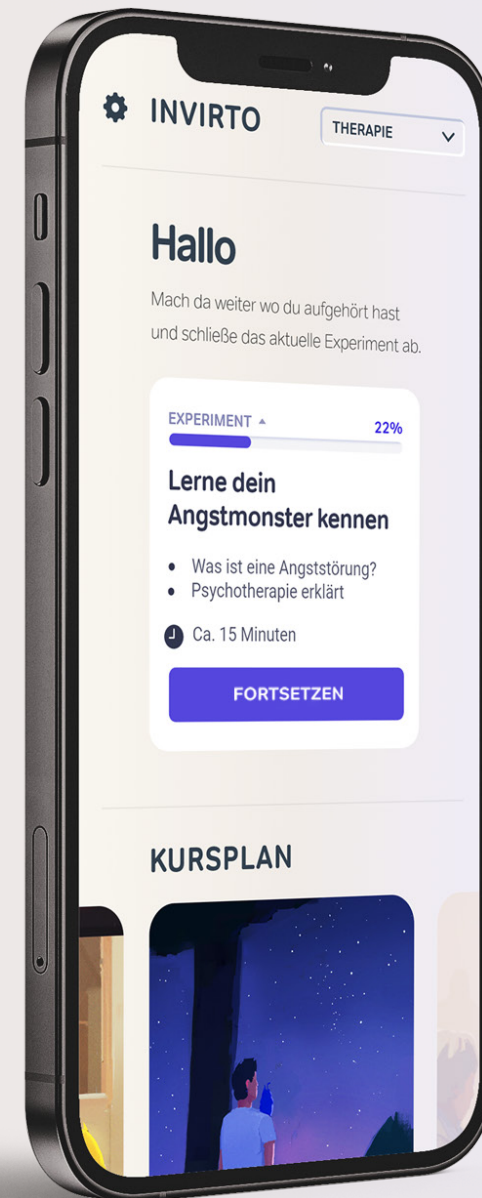 INVIRTO
THERAPIE
Hallo
Mach da weiter wo du aufgehört hast
und schließe das aktuelle Experiment ab.
EXPERIMENT
22%
Lerne dein
Angstmonster kennen
• Was ist eine Angststörung?
• Psychotherapie erklärt
Ca. 15 Minuten
FORTSETZEN
KURSPLAN